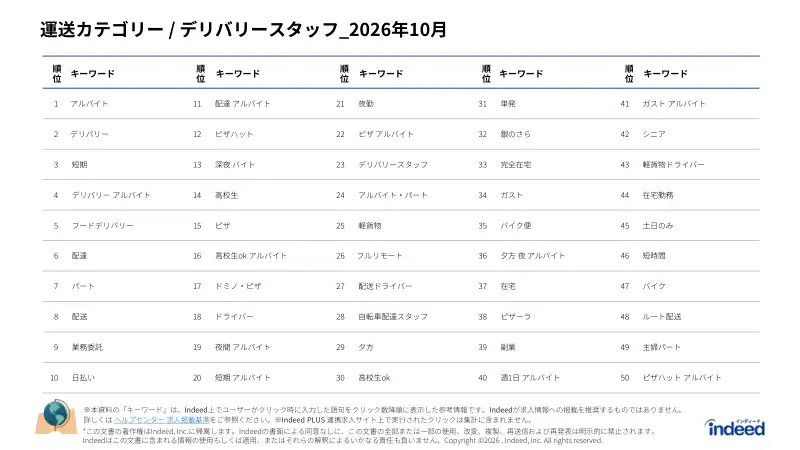 運送カテゴリー / デリバリースタッフ_2026年10月
順位 キーワード 順位 キーワード 順位 キーワード 順位 キーワード 順位 キーワード
1 アルバイト 11 配達 アルバイト 21 夜勤 31 単発 41 ガスト アルバイト
2 デリバリー 12 ピザハット 22 ピザ アルバイト 32 銀のさら 42 シニア
3 短期 13 深夜 バイト 23 デリバリースタッフ 33 完全在宅 43 軽貨物ドライバー
4 デリバリー アルバイト 14 高校生 24 アルバイト・パート 34 ガスト 44 在宅勤務
5 フードデリバリー 15 ピザ 25 軽貨物 35 バイク便 45 土日のみ
6 配達 16 高校生ok アルバイト 26 フルリモート 36 夕方 夜 アルバイト 46 短時間
7 パート 17 ドミノ・ピザ 27 配送ドライバー 37 在宅 47 バイク
8 配送 18 ドライバー 28 自転車配達スタッフ 38 ピザーラ 48 ルート配送
9 業務委託 19 夜間 アルバイト 29 夕方 39 副業 49 主婦パート
10 日払い 20 短期 アルバイト 30 高校生ok 40 週1日 アルバイト 50 ピザハット アルバイト
※本資料の「キーワード」は、Indeed上でユーザーがクリック時に入力した語句をクリック数降順に表示した参考情報です。Indeedが求人情報への掲載を推奨するものではありません。
詳しくは ヘルプセンター 求人掲載基準をご参照ください。※Indeed PLUS 連携求人サイト上で実行されたクリックは集計に含まれません。
*この文書の著作権はIndeed, Inc.に帰属します。Indeedの書面による同意なしに、この文書の全部または一部の使用、改変、複製、再送信および再発表は明示的に禁止されます。
Indeedはこの文書に含まれる情報の使用もしくは適用、またはそれらの解釈によるいかなる責任も負いません。Copyright ©2026 , Indeed, Inc. All rights reserved.
インディード
indeed